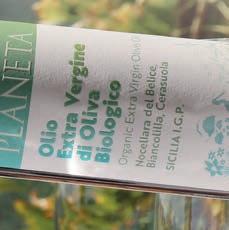 PLANETA
Olio
Extra Vergine
di Oliva
Biologico
Organic Extra Virgin Olive Oil
Nocellara del Belice,
Biancolilla, Cerasuola
SICILIA I.G.P.